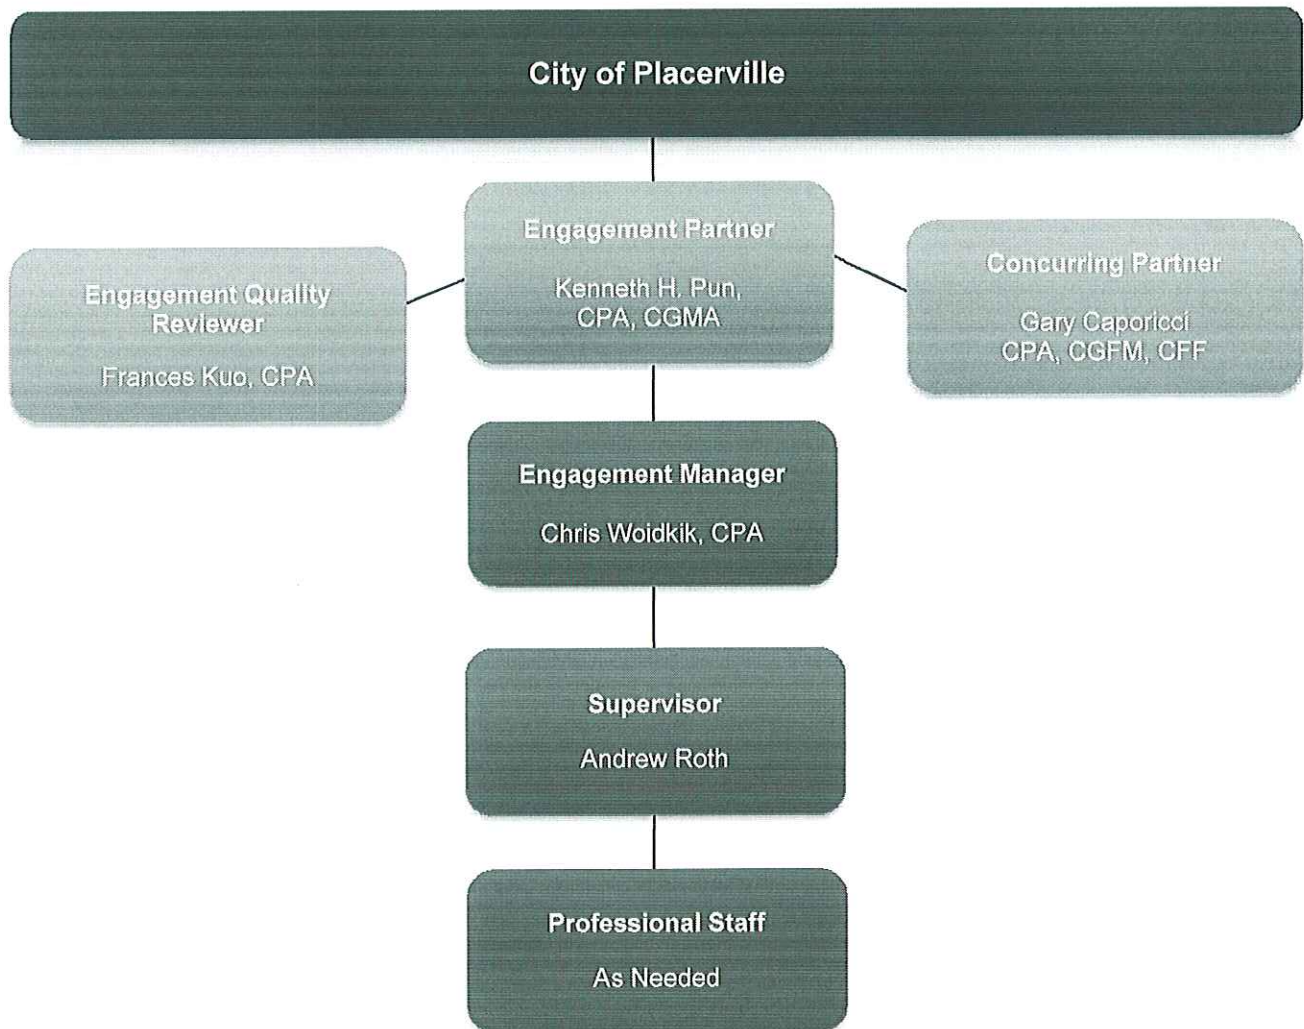 City of Placerville
Engagement Partner
Kenneth H. Pun,
CPA, CGMA
Engagement Quality
Reviewer
Frances Kuo, CPA
Concurring Partner
Gary Caporicci
CPA, CGFM, CFF
Engagement Manager
Chris Woidkik, CPA
Supervisor
Andrew Roth
Professional Staff
As Needed